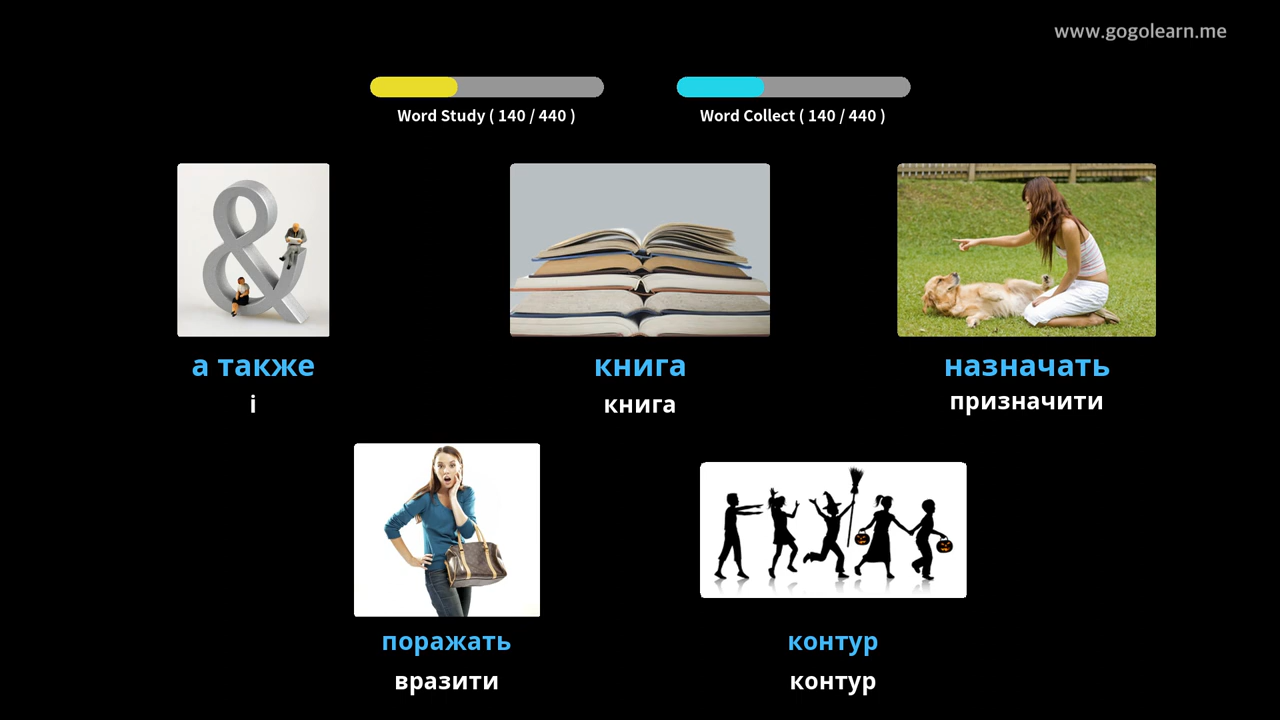 www.gogolearn.me
Word Study ( 140 / 440 )
Word Collect ( 140 / 440 )
а также
і
книга
книга
назначать
призначити
поражать
вразити
контур
контур